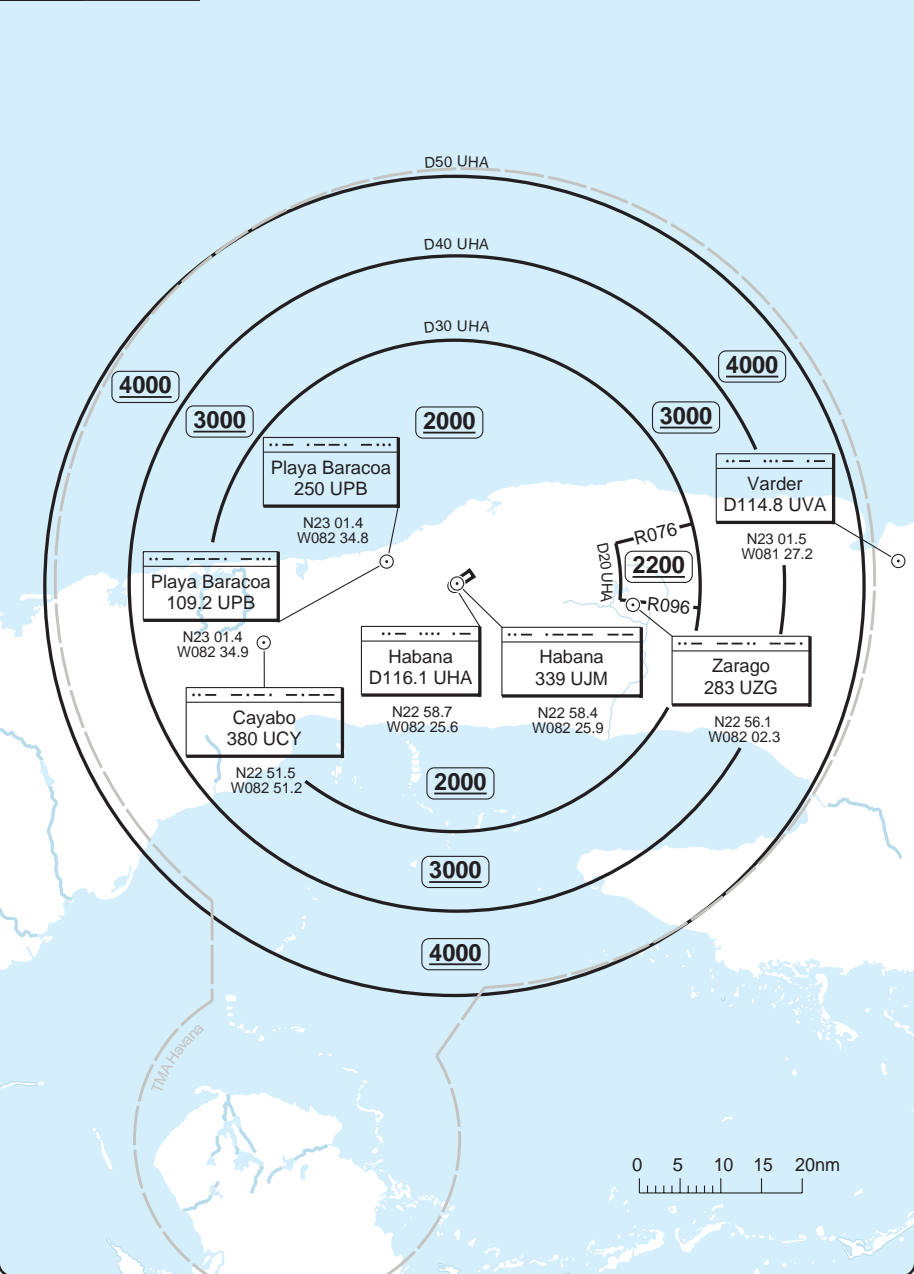 D50 UHA
D40 UHA
D30 UHA
4000
4000
3000
3000
2000
Playa Baracoa
250 UPB
N23 01.4
W082 34.8
Varder
D114.8 UVA
N23 01.5
W081 27.2
R076
D20 UHA
2200
R096
Playa Baracoa
109.2 UPB
N23 01.4
W082 34.9
Habana
D116.1 UHA
N22 58.7
W082 25.6
Habana
339 UJM
N22 58.4
W082 25.9
Zarago
283 UZG
N22 56.1
W082 02.3
Cayabo
380 UCY
N22 51.5
W082 51.2
2000
3000
4000
TMA Havana
0 5 10 15 20nm